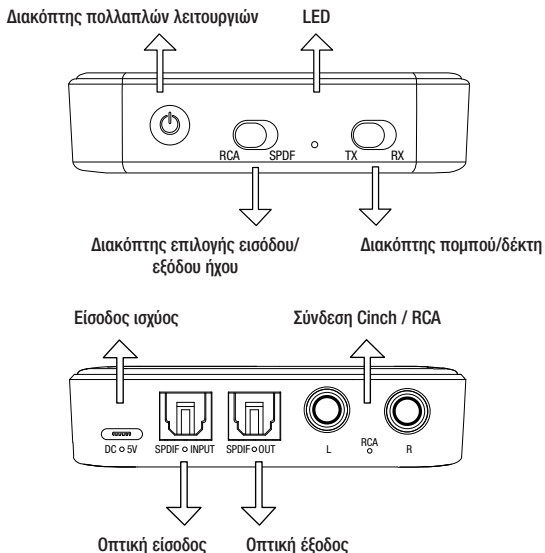 Διακόπτης πολλαπλών λειτουργιών
LED
RCA
SPDF
TX
RX
Διακόπτης επιλογής εισόδου/
εξόδου ήχου
Διακόπτης πομπού/δέκτη
Είσοδος ισχύος
Σύνδεση Cinch / RCA
DC 5V
SPDIF INPUT
SPDIF OUT
L
RCA
R
Οπτική είσοδος
Οπτική έξοδος